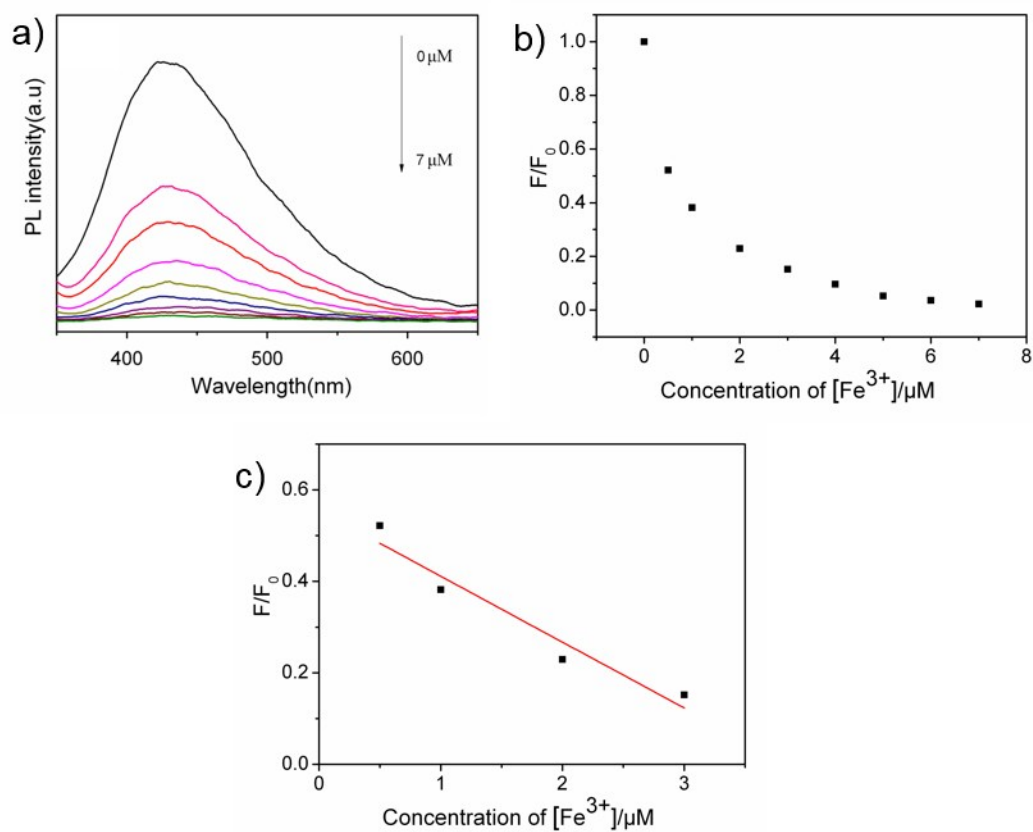 a)
0 μM
7 μM
PL intensity(a.u)
400
500
600
Wavelength(nm)
b)
1.0
0.8
0.6
0.4
0.2
0.0
F/F₀
0
2
4
6
8
Concentration of [Fe³⁺]/μM
c)
0.6
0.4
0.2
0.0
F/F₀
0
1
2
3
Concentration of [Fe³⁺]/μM